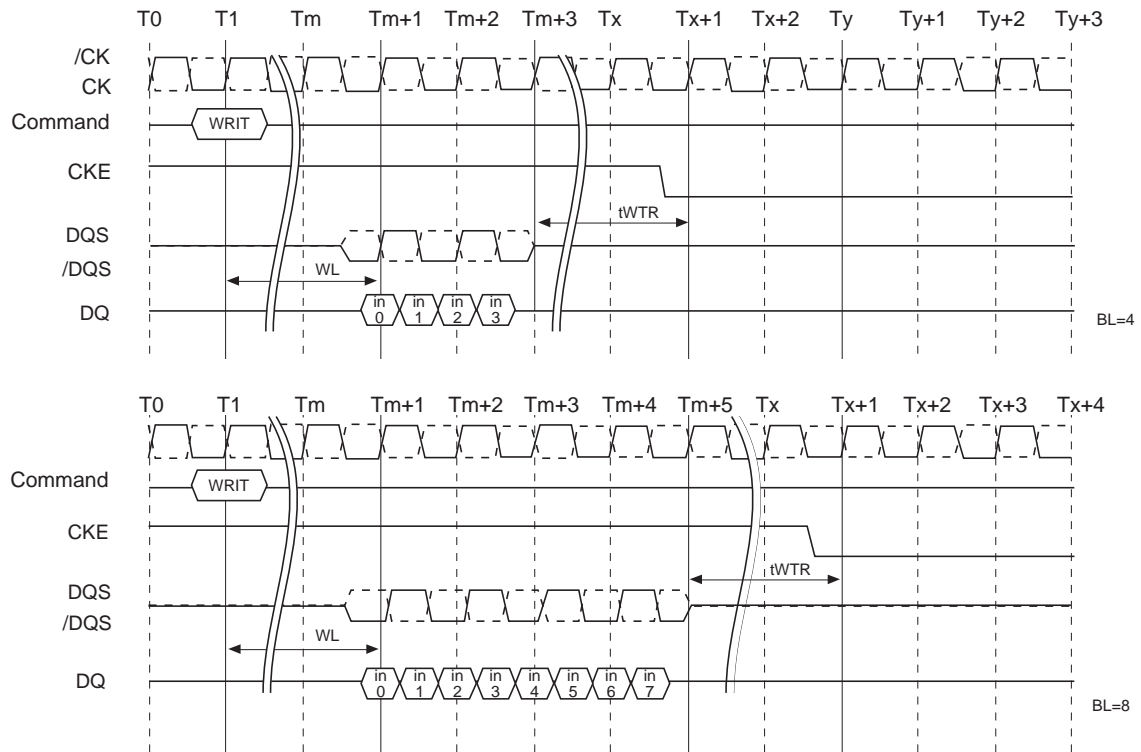 T0 T1 Tm Tm+1 Tm+2 Tm+3 Tx Tx+1 Tx+2 Ty Ty+1 Ty+2 Ty+3
/CK
CK
Command WRIT
CKE
tWTR
DQS
/DQS
WL
DQ in 0 in 1 in 2 in 3
BL=4
T0 T1 Tm Tm+1 Tm+2 Tm+3 Tm+4 Tm+5 Tx Tx+1 Tx+2 Tx+3 Tx+4
Command WRIT
CKE
tWTR
DQS
/DQS
WL
DQ in 0 in 1 in 2 in 3 in 4 in 5 in 6 in 7
BL=8